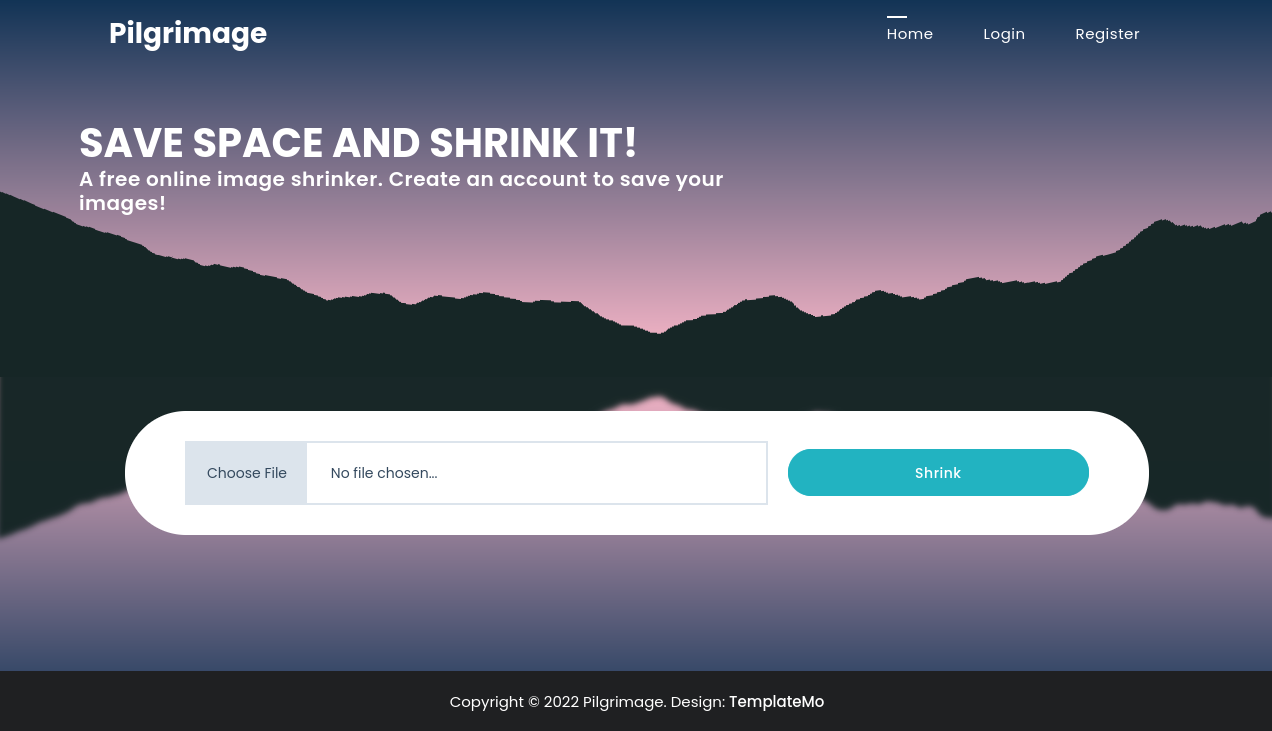 Pilgrimage
Home Login Register
SAVE SPACE AND SHRINK IT!
A free online image shrinker. Create an account to save your
images!
Choose File No file chosen... Shrink
Copyright © 2022 Pilgrimage. Design: TemplateMo